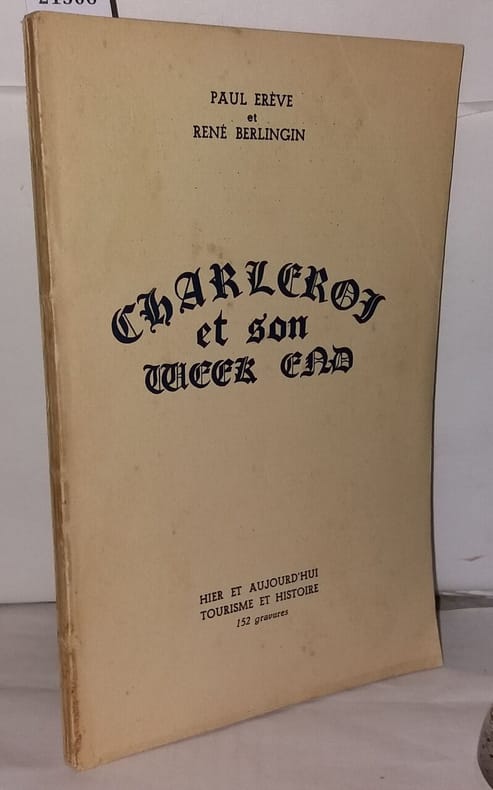 PAUL ERÈVE
et
RENÉ BERLINGIN
CHARLEROI
et son
WEEK END
HIER ET AUJOURD'HUI
TOURISME ET HISTOIRE
152 gravures